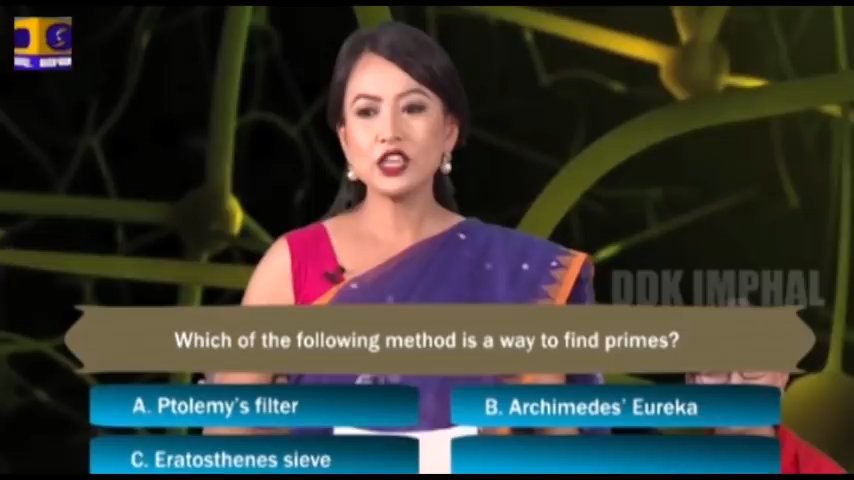 DDK IMPHAL
Which of the following method is a way to find primes?
A. Ptolemy's filter
B. Archimedes' Eureka
C. Eratosthenes sieve